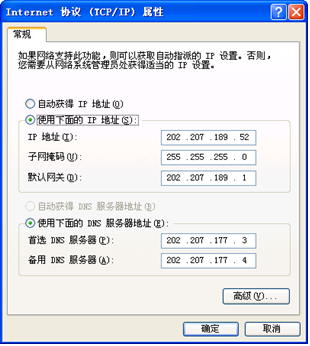 Internet 协议 (TCP/IP) 属性
常规
如果网络支持此功能，则可以获取自动指派的 IP 设置。否则，
您需要从网络系统管理员处获得适当的 IP 设置。
自动获得 IP 地址(O)
使用下面的 IP 地址(S):
IP 地址(I): 202 .207 .189 .52
子网掩码(U): 255 .255 .255 .0
默认网关(D): 202 .207 .189 .1
自动获得 DNS 服务器地址(B)
使用下面的 DNS 服务器地址(E):
首选 DNS 服务器(P): 202 .207 .177 .3
备用 DNS 服务器(A): 202 .207 .177 .4
高级(V)...
确定 取消